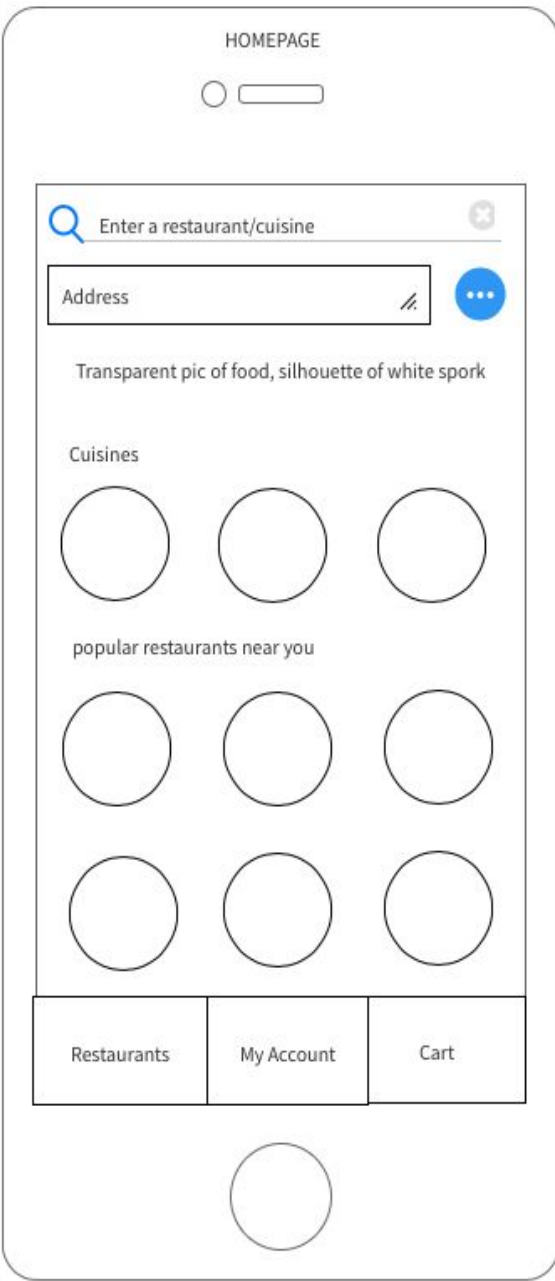 HOMEPAGE
Enter a restaurant/cuisine
Address
Transparent pic of food, silhouette of white spork
Cuisines
popular restaurants near you
Restaurants
My Account
Cart